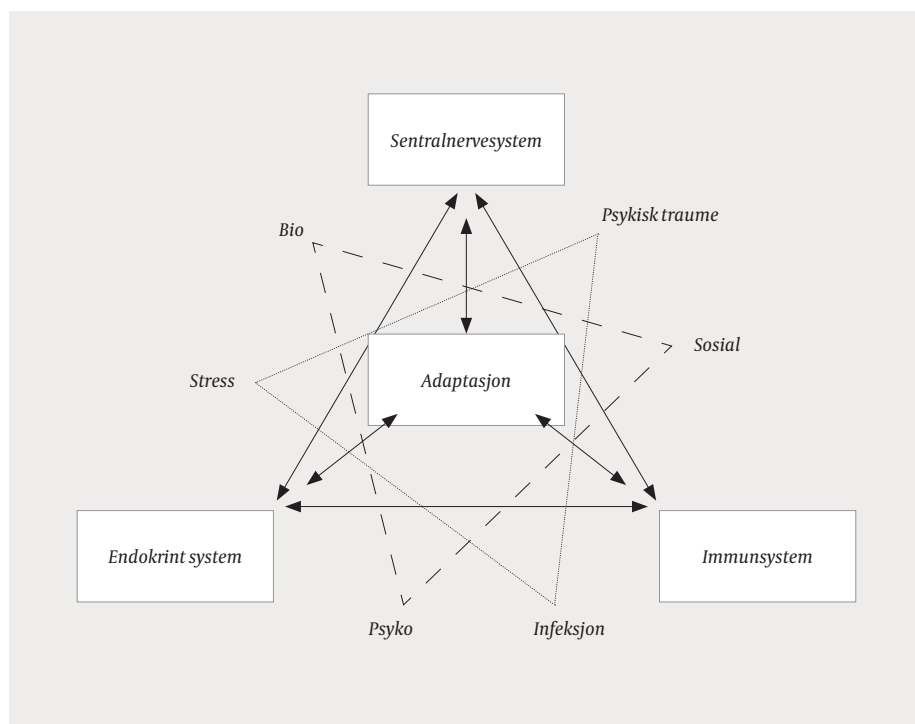 Sentralnervesystem
Psykisk traume
Bio
Sosial
Stress
Adaptasjon
Endokrint system
Immunsystem
Psyko
Infeksjon